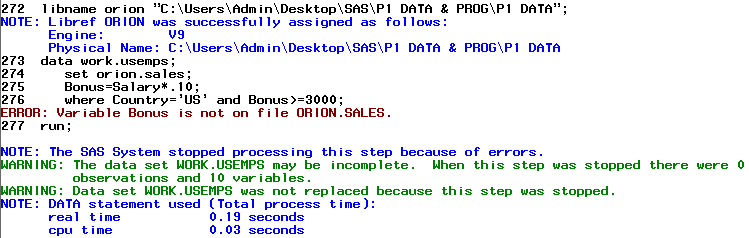 272  libname orion "C:\Users\Admin\Desktop\SAS\P1 DATA & PROG\P1 DATA";
NOTE: Libref ORION was successfully assigned as follows:
      Engine:        V9
      Physical Name: C:\Users\Admin\Desktop\SAS\P1 DATA & PROG\P1 DATA
273  data work.usemps;
274     set orion.sales;
275     Bonus=Salary*.10;
276     where Country='US' and Bonus>=3000;
ERROR: Variable Bonus is not on file ORION.SALES.
277  run;

NOTE: The SAS System stopped processing this step because of errors.
WARNING: The data set WORK.USEMPS may be incomplete.  When this step was stopped there were 0
         observations and 10 variables.
WARNING: Data set WORK.USEMPS was not replaced because this step was stopped.
NOTE: DATA statement used (Total process time):
      real time           0.19 seconds
      cpu time            0.03 seconds